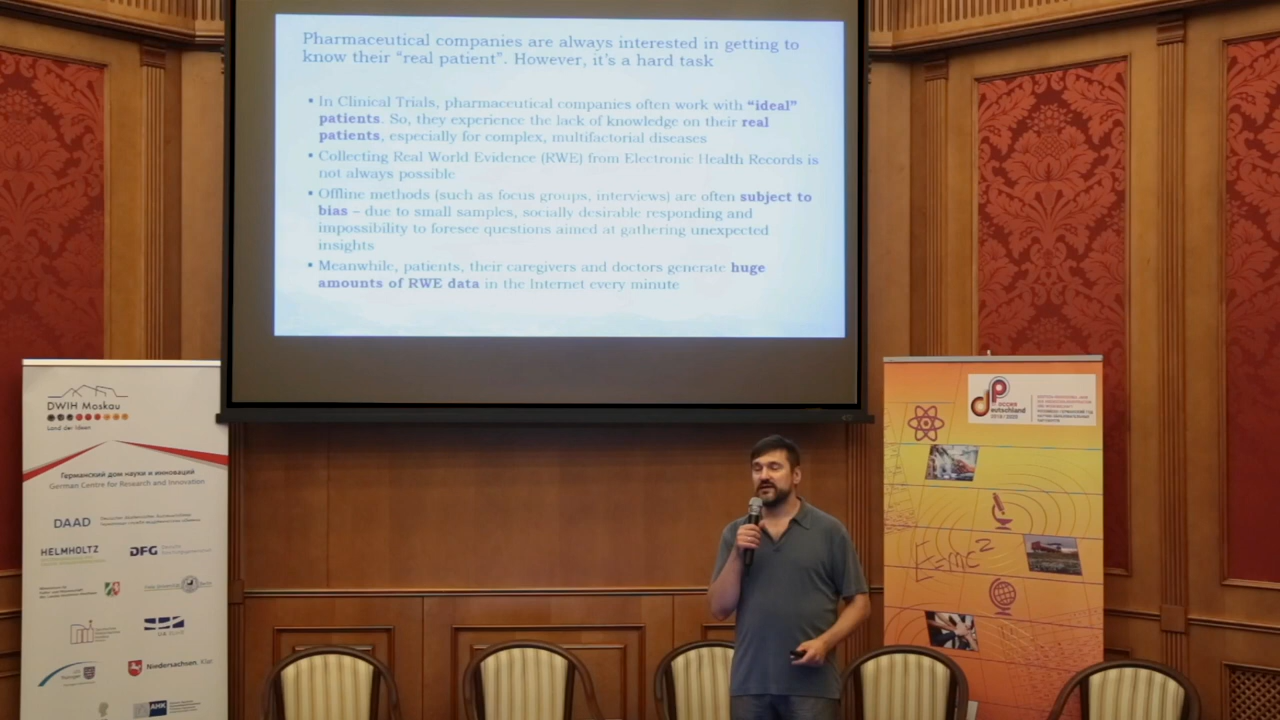 Pharmaceutical companies are always interested in getting to
know their “real patient”. However, it’s a hard task
▪ In Clinical Trials, pharmaceutical companies often work with “ideal”
patients. So, they experience the lack of knowledge on their real
patients, especially for complex, multifactorial diseases
▪ Collecting Real World Evidence (RWE) from Electronic Health Records is
not always possible
▪ Offline methods (such as focus groups, interviews) are often subject to
bias – due to small samples, socially desirable responding and
impossibility to foresee questions aimed at gathering unexpected
insights
▪ Meanwhile, patients, their caregivers and doctors generate huge
amounts of RWE data in the Internet every minute
DWIH Moskau
Land der Ideen
Германский дом науки и инноваций
German Centre for Research and Innovation
DAAD
HELMHOLTZ
DFG
Niedersachsen. Klar
AHK
eutschland
E=mc²